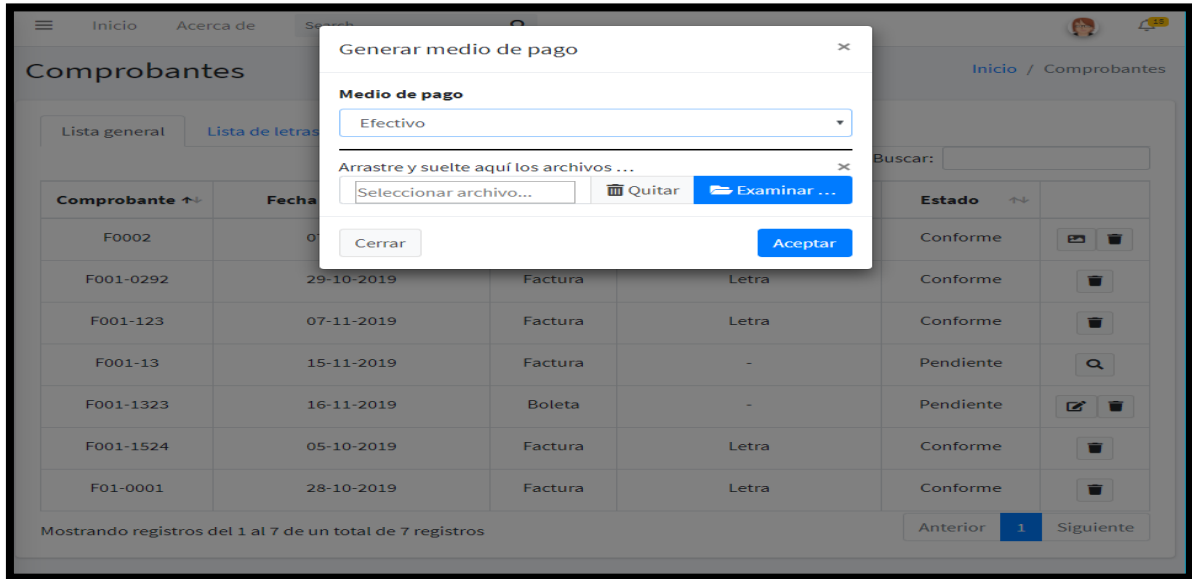 Inicio Acerca de Search 15
Generar medio de pago ×
Comprobantes Inicio / Comprobantes
Medio de pago
Efectivo
Lista general Lista de letras
Arrastre y suelte aquí los archivos ... × Buscar:
Seleccionar archivo... Quitar Examinar ...
Comprobante Fecha Estado
Cerrar Aceptar
F0002 Conforme
F001-0292 29-10-2019 Factura Letra Conforme
F001-123 07-11-2019 Factura Letra Conforme
F001-13 15-11-2019 Factura - Pendiente
F001-1323 16-11-2019 Boleta - Pendiente
F001-1524 05-10-2019 Factura Letra Conforme
F01-0001 28-10-2019 Factura Letra Conforme
Mostrando registros del 1 al 7 de un total de 7 registros Anterior 1 Siguiente